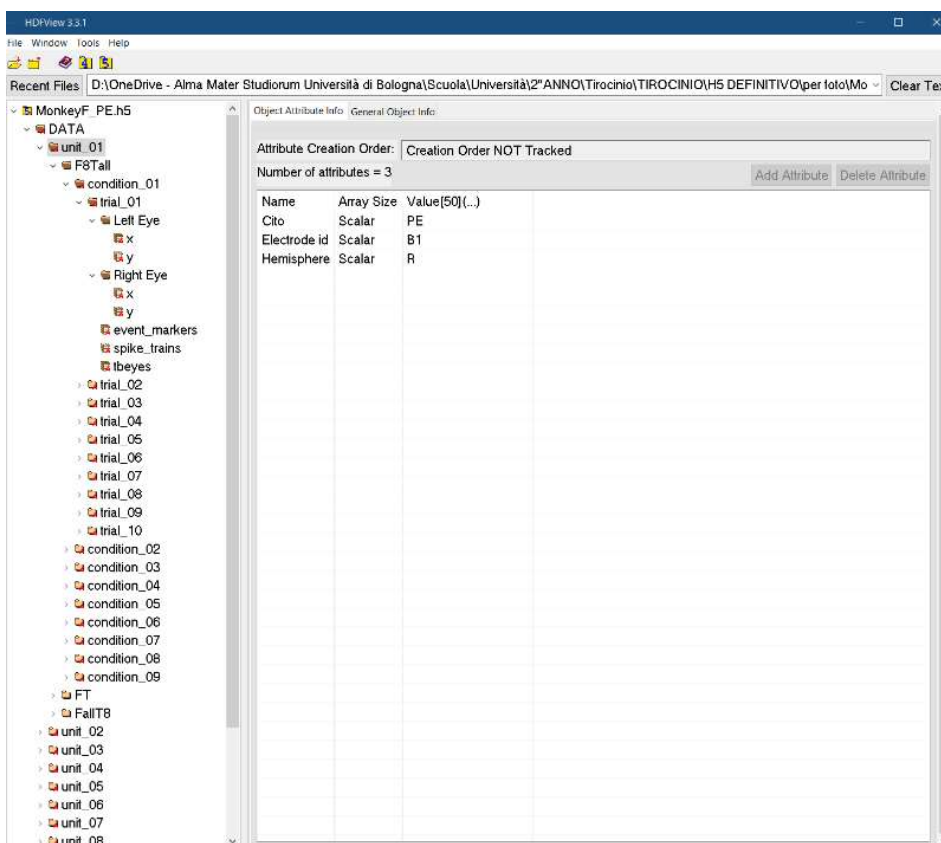 HDFView 3.3.1
File Window Tools Help
Recent Files D:\OneDrive - Alma Mater Studiorum Università di Bologna\Scuola\Università\2°ANNO\Tirocinio\TIROCINIO\H5 DEFINITIVO\per foto\Mo Clear Te
MonkeyF_PE.h5
DATA
unit_01
F8Tall
condition_01
trial_01
Left Eye
x
y
Right Eye
x
y
event_markers
spike_trains
tbeyes
trial_02
trial_03
trial_04
trial_05
trial_06
trial_07
trial_08
trial_09
trial_10
condition_02
condition_03
condition_04
condition_05
condition_06
condition_07
condition_08
condition_09
FT
FallT8
unit_02
unit_03
unit_04
unit_05
unit_06
unit_07
unit_08
Object Attribute Info General Object Info
Attribute Creation Order: Creation Order NOT Tracked
Number of attributes = 3 Add Attribute Delete Attribute
Name Array Size Value[50](...)
Cito Scalar PE
Electrode id Scalar B1
Hemisphere Scalar R